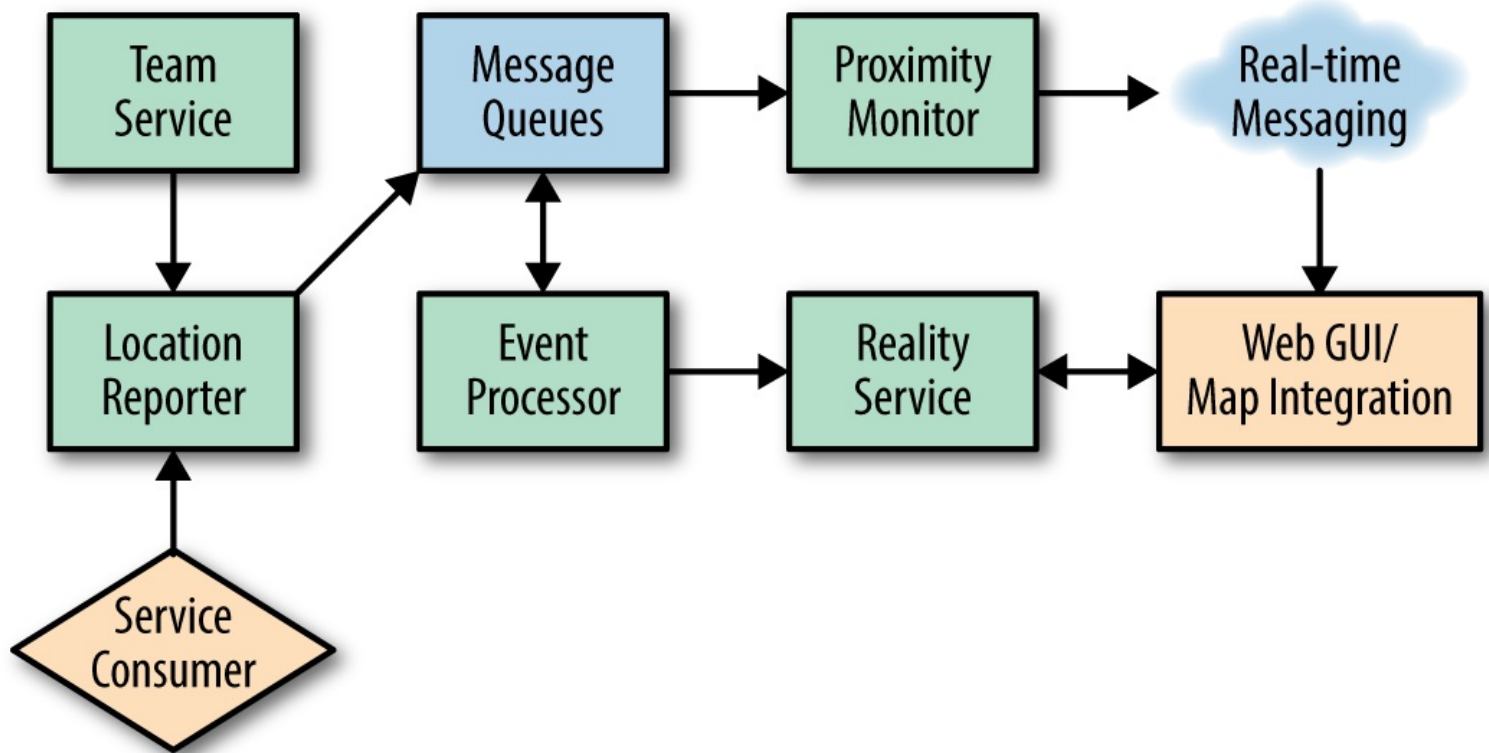 Team
Service
Message
Queues
Proximity
Monitor
Real-time
Messaging
Location
Reporter
Event
Processor
Reality
Service
Web GUI/
Map Integration
Service
Consumer